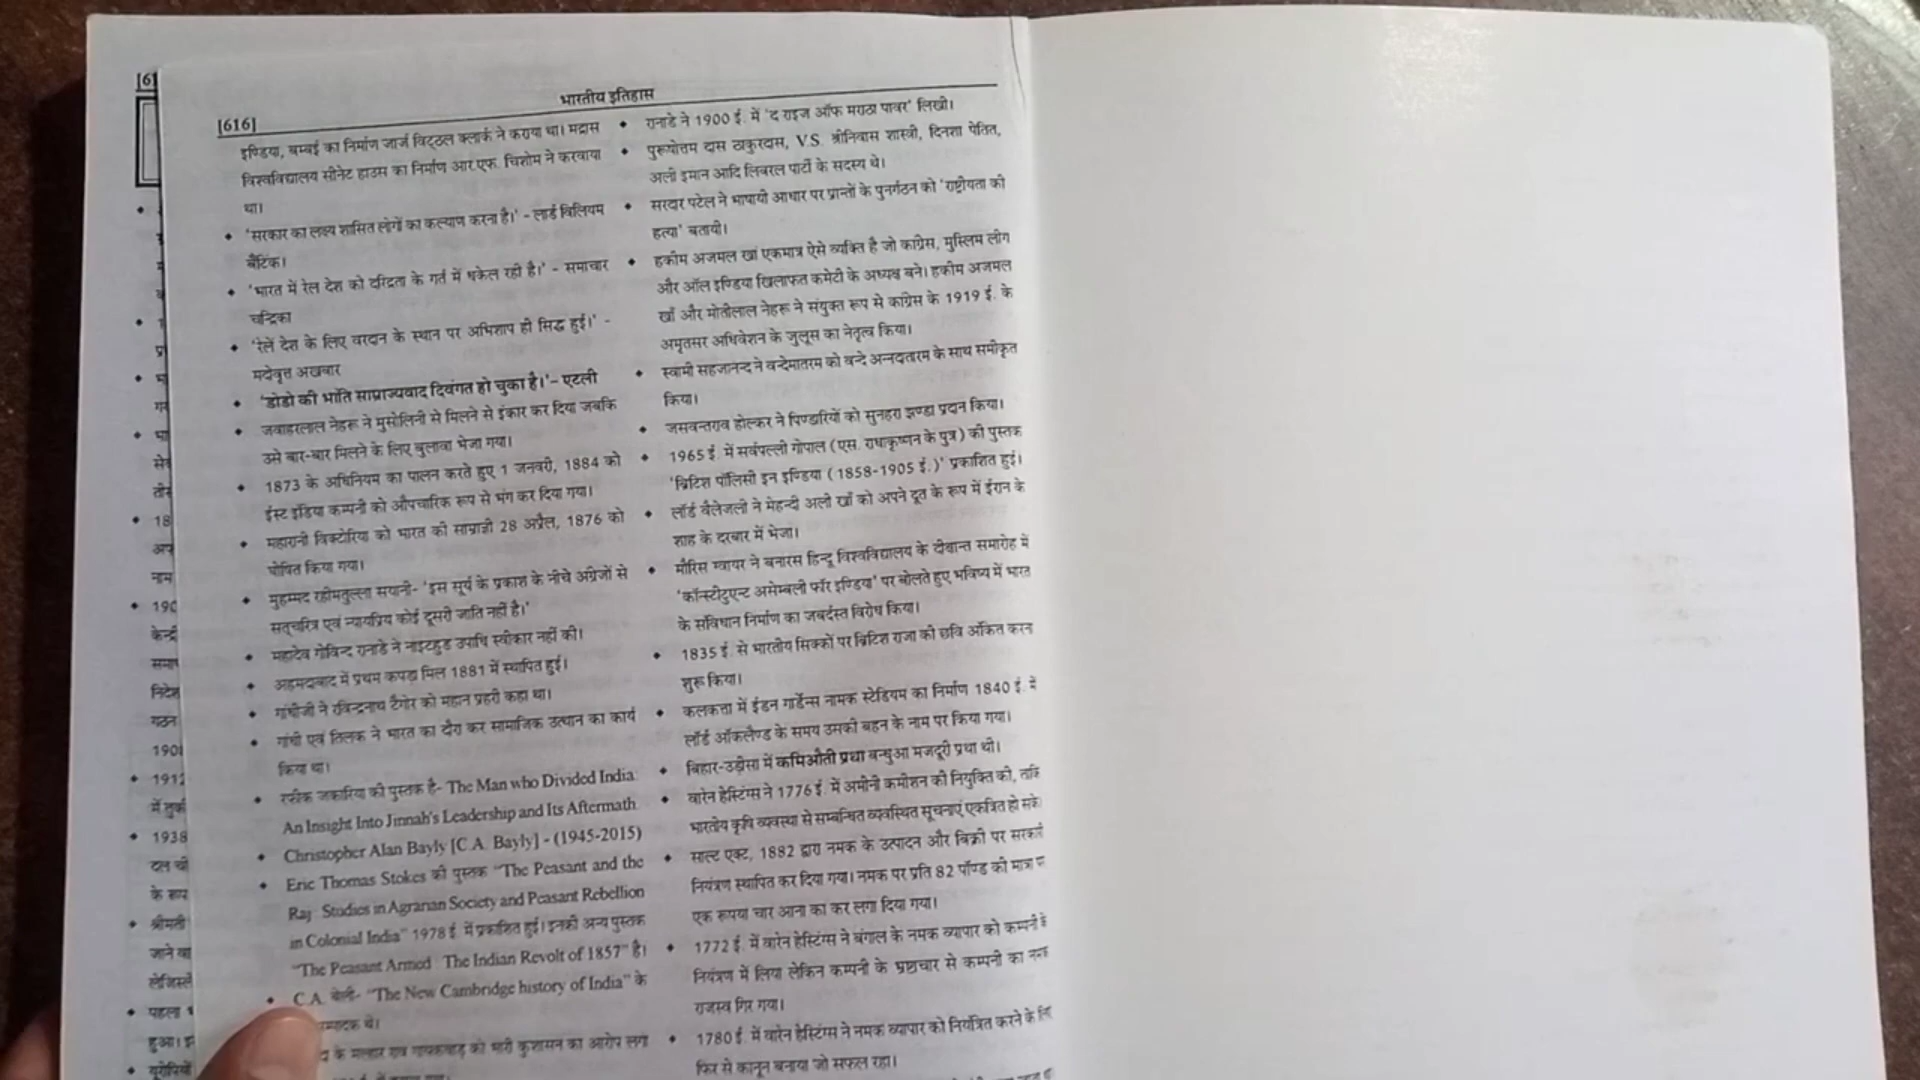 [616]
भारतीय इतिहास
इण्डिया, बम्बई का निर्माण जार्ज विट्ठल क्लार्क ने कराया था। मद्रास
विश्वविद्यालय सीनेट हाउस का निर्माण आर.एफ. चिशोम ने करवाया
था।
'सरकार का लक्ष्य शासित लोगों का कल्याण करना है।' - लार्ड विलियम
बैंटिंक।
'भारत में रेल देश को दरिद्रता के गर्त में धकेल रही है।' - समाचार
चन्द्रिका
'रेलें देश के लिए वरदान के स्थान पर अभिशाप ही सिद्ध हुई।' -
मदोवृत्त अखबार
'डोडो की भांति साम्राज्यवाद दिवंगत हो चुका है।' - एटली
जवाहरलाल नेहरू ने मुसोलिनी से मिलने से इंकार कर दिया जबकि
उसे बार-बार मिलने के लिए बुलावा भेजा गया।
1873 के अधिनियम का पालन करते हुए 1 जनवरी, 1884 को
ईस्ट इंडिया कम्पनी को औपचारिक रूप से भंग कर दिया गया।
महारानी विक्टोरिया को भारत की साम्राज्ञी 28 अप्रैल, 1876 को
घोषित किया गया।
मुहम्मद रहीमतुल्ला सयानी- 'इस सूर्य के प्रकाश के नीचे अंग्रेजों से
सत्चरित्र एवं न्यायप्रिय कोई दूसरी जाति नहीं है।'
महादेव गोविन्द रानाडे ने नाइटहुड उपाधि स्वीकार नहीं की।
अहमदाबाद में प्रथम कपड़ा मिल 1881 में स्थापित हुई।
गांधीजी ने रविन्द्रनाथ टैगोर को महान प्रहरी कहा था।
गांधी एवं तिलक ने भारत का दौरा कर सामाजिक उत्थान का कार्य
किया था।
रफीक जकारिया की पुस्तक है- The Man who Divided India:
An Insight Into Jinnah's Leadership and Its Aftermath
Christopher Alan Bayly [C.A. Bayly] - (1945-2015)
Eric Thomas Stokes की पुस्तक "The Peasant and the
Raj : Studies in Agrarian Society and Peasant Rebellion
in Colonial India" 1978 ई. में प्रकाशित हुई। इनकी अन्य पुस्तक
"The Peasant Armed : The Indian Revolt of 1857" है।
C.A. बेली- "The New Cambridge history of India" के
के मल्हार राव गायकवाड़ को भारी कुशासन का आरोप लगा
रानाडे ने 1900 ई. में 'द राइज ऑफ मराठा पावर' लिखी।
पुरूषोत्तम दास ठाकुरदास, V.S. श्रीनिवास शास्त्री, दिनशा पेतित,
अली इमान आदि लिबरल पार्टी के सदस्य थे।
सरदार पटेल ने भाषायी आधार पर प्रान्तों के पुनर्गठन को 'राष्ट्रीयता की
हत्या' बतायी।
हकीम अजमल खां एकमात्र ऐसे व्यक्ति है जो कांग्रेस, मुस्लिम लीग
और ऑल इण्डिया खिलाफत कमेटी के अध्यक्ष बने। हकीम अजमल
खाँ और मोतीलाल नेहरू ने संयुक्त रूप से कांग्रेस के 1919 ई. के
अमृतसर अधिवेशन के जुलूस का नेतृत्व किया।
स्वामी सहजानन्द ने वन्देमातरम को वन्दे अन्नदातारम के साथ समीकृत
किया।
जसवन्तराव होल्कर ने पिण्डारियों को सुनहरा झण्डा प्रदान किया।
1965 ई. में सर्वपल्ली गोपाल (एस. राधाकृष्णन के पुत्र) की पुस्तक
'ब्रिटिश पॉलिसी इन इण्डिया (1858-1905 ई.)' प्रकाशित हुई।
लॉर्ड वैलेजली ने मेहन्दी अली खाँ को अपने दूत के रूप में ईरान के
शाह के दरबार में भेजा।
मौरिस ग्वायर ने बनारस हिन्दू विश्वविद्यालय के दीक्षान्त समारोह में
'कॉन्स्टीटुएन्ट असेम्बली फॉर इण्डिया' पर बोलते हुए भविष्य में भारत
के संविधान निर्माण का जबर्दस्त विरोध किया।
1835 ई. से भारतीय सिक्कों पर ब्रिटिश राजा की छवि अंकित करन
शुरू किया।
कलकत्ता में ईडन गार्डेन्स नामक स्टेडियम का निर्माण 1840 ई. में
लॉर्ड ऑकलैण्ड के समय उसकी बहन के नाम पर किया गया।
बिहार-उड़ीसा में कमिऔती प्रथा बन्धुआ मजदूरी प्रथा थी।
वारेन हेस्टिंग्स ने 1776 ई. में अमीनी कमीशन की नियुक्ति की, ताकि
भारतीय कृषि व्यवस्था से सम्बन्धित व्यवस्थित सूचनाएं एकत्रित हो सके
साल्ट एक्ट, 1882 द्वारा नमक के उत्पादन और बिक्री पर सरकारी
नियंत्रण स्थापित कर दिया गया। नमक पर प्रति 82 पॉण्ड की मात्रा प
एक रूपया चार आना का कर लगा दिया गया।
1772 ई. में वारेन हेस्टिंग्स ने बंगाल के नमक व्यापार को कम्पनी के
नियंत्रण में लिया लेकिन कम्पनी के भ्रष्टाचार से कम्पनी का नमक
राजस्व गिर गया।
1780 ई. में वारेन हेस्टिंग्स ने नमक व्यापार को नियंत्रित करने के लि
फिर से कानून बनाया जो सफल रहा।